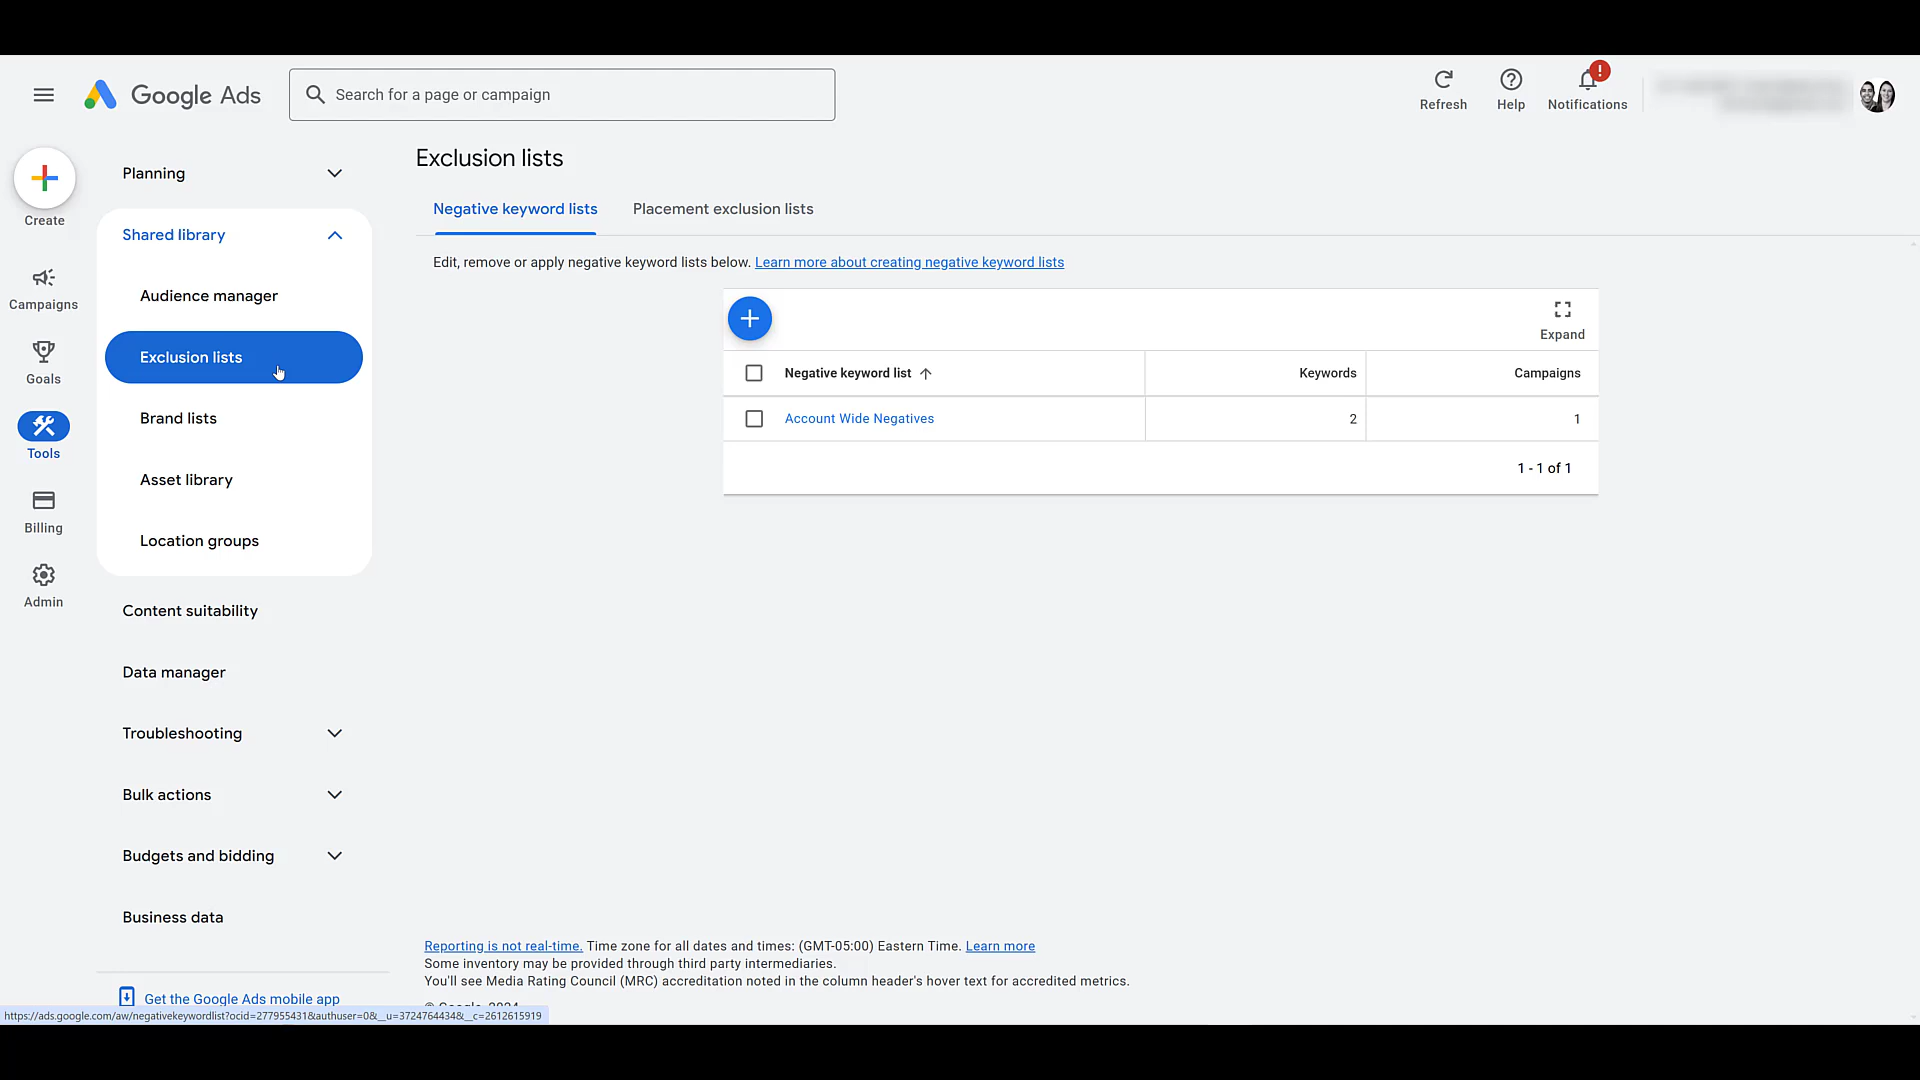 Google Ads
Search for a page or campaign
Refresh
Help
!
Notifications
Create
Campaigns
Goals
Tools
Billing
Admin
Planning
Shared library
Audience manager
Exclusion lists
Brand lists
Asset library
Location groups
Content suitability
Data manager
Troubleshooting
Bulk actions
Budgets and bidding
Business data
Get the Google Ads mobile app
Exclusion lists
Negative keyword lists Placement exclusion lists
Edit, remove or apply negative keyword lists below. Learn more about creating negative keyword lists
Expand
Negative keyword list Keywords Campaigns
Account Wide Negatives 2 1
1 - 1 of 1
Reporting is not real-time. Time zone for all dates and times: (GMT-05:00) Eastern Time. Learn more
Some inventory may be provided through third party intermediaries.
You'll see Media Rating Council (MRC) accreditation noted in the column header's hover text for accredited metrics.
© Google, 2024
https://ads.google.com/aw/negativekeywordlist?ocid=277955431&authuser=0&__u=3724764434&__c=2612615919